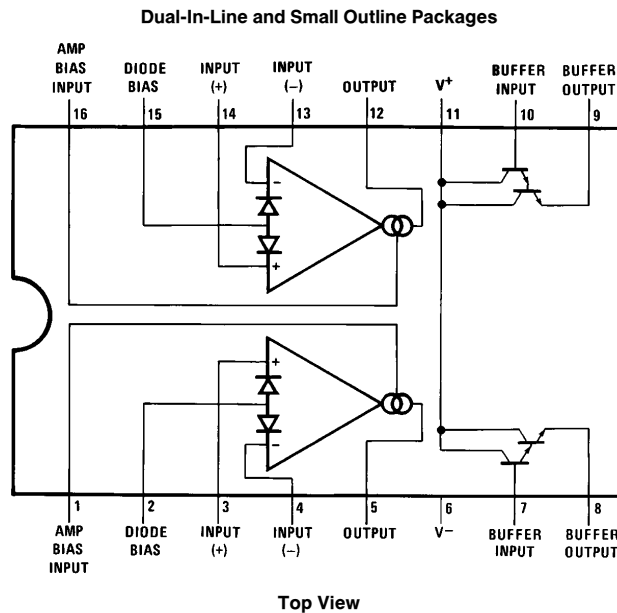 Dual-In-Line and Small Outline Packages
AMP
BIAS
INPUT
DIODE
BIAS
INPUT
(+)
INPUT
(−)
OUTPUT
V+
BUFFER
INPUT
BUFFER
OUTPUT
16
15
14
13
12
11
10
9
−
+
+
−
1
2
3
4
5
6
7
8
AMP
BIAS
INPUT
DIODE
BIAS
INPUT
(+)
INPUT
(−)
OUTPUT
V−
BUFFER
INPUT
BUFFER
OUTPUT
Top View